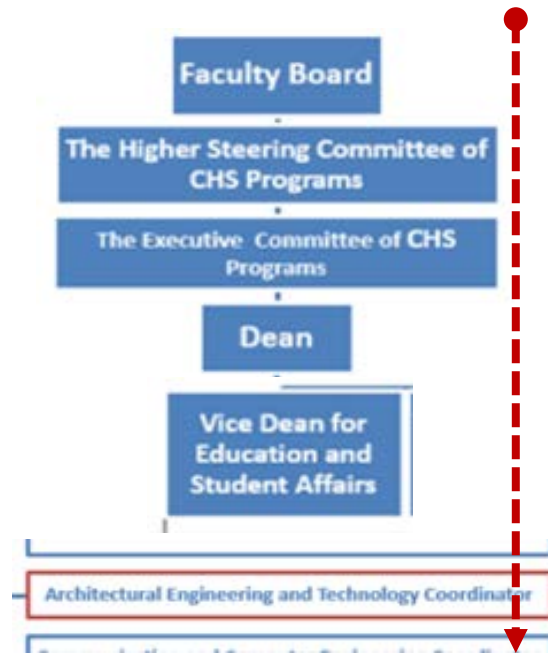 Faculty Board
The Higher Steering Committee of
CHS Programs
The Executive Committee of CHS
Programs
Dean
Vice Dean for
Education and
Student Affairs
Architectural Engineering and Technology Coordinator